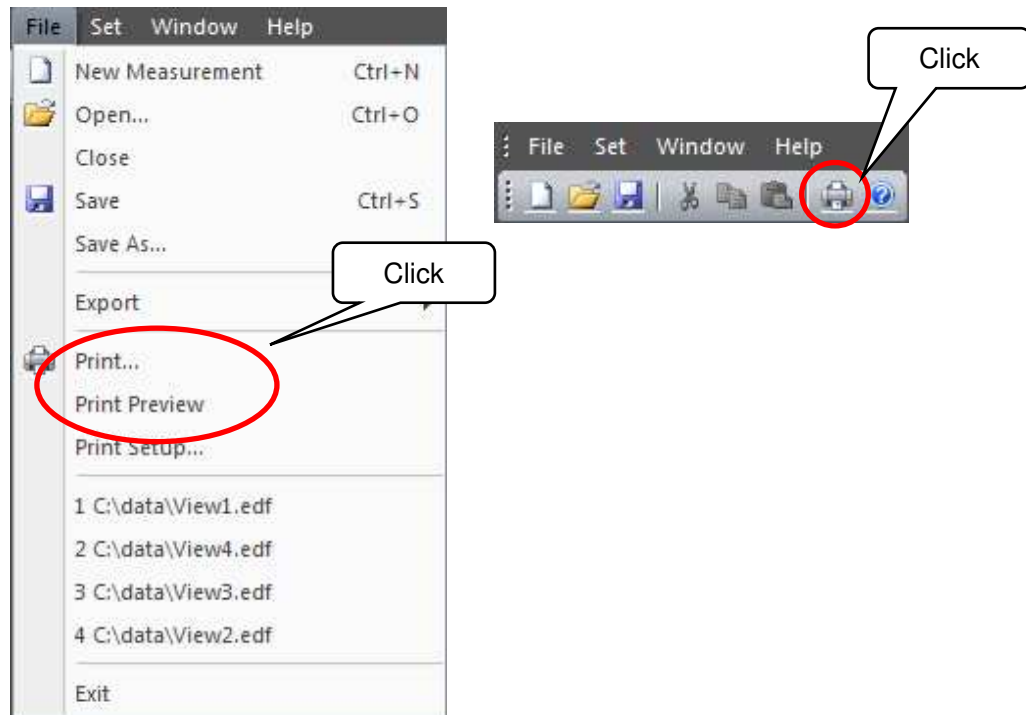 File Set Window Help
New Measurement Ctrl+N
Open... Ctrl+O
Close
Save Ctrl+S
Save As...
Export
Print...
Print Preview
Print Setup...
1 C:\data\View1.edf
2 C:\data\View4.edf
3 C:\data\View3.edf
4 C:\data\View2.edf
Exit
Click
Click
File Set Window Help